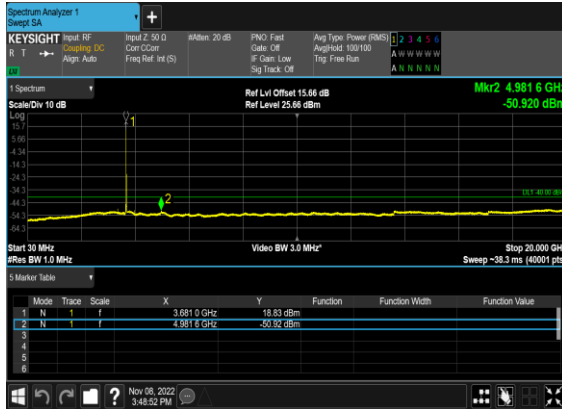 Spectrum Analyzer 1
Swept SA
+
KEYSIGHT Input: RF Input Z: 50 Ω #Atten: 20 dB PNO: Fast Avg Type: Power (RMS) 1 2 3 4 5 6
R T Coupling: DC Corr CCorr Gate: Off Avg|Hold: 100/100 A W W W W W
Align: Auto Freq Ref: Int (S) IF Gain: Low Trig: Free Run
LU Sig Track: Off A N N N N N
1 Spectrum Ref Lvl Offset 15.66 dB Mkr2 4.981 6 GHz
Scale/Div 10 dB Ref Level 25.66 dBm -50.920 dBm
Log
15.7
5.66
-4.34
-14.3
-24.3
-34.3
-44.3
-54.3
-64.3
1
2
Start 30 MHz Video BW 3.0 MHz* Stop 20.000 GHz
#Res BW 1.0 MHz Sweep ~38.3 ms (40001 pts)
5 Marker Table
Mode Trace Scale X Y Function Function Width Function Value
1 N 1 f 3.681 0 GHz 18.83 dBm
2 N 1 f 4.981 6 GHz -50.92 dBm
3
4
5
6
? Nov 08, 2022
3:48:52 PM